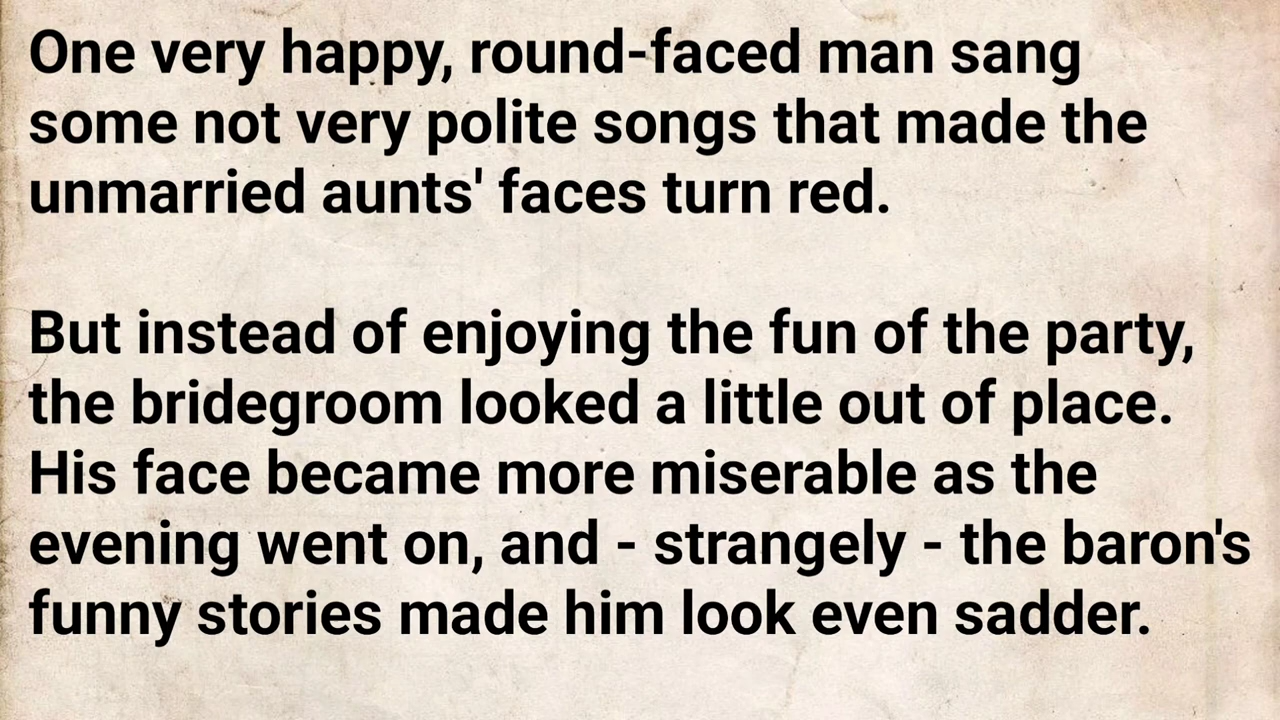 One very happy, round-faced man sang
some not very polite songs that made the
unmarried aunts' faces turn red.
But instead of enjoying the fun of the party,
the bridegroom looked a little out of place.
His face became more miserable as the
evening went on, and - strangely - the baron's
funny stories made him look even sadder.